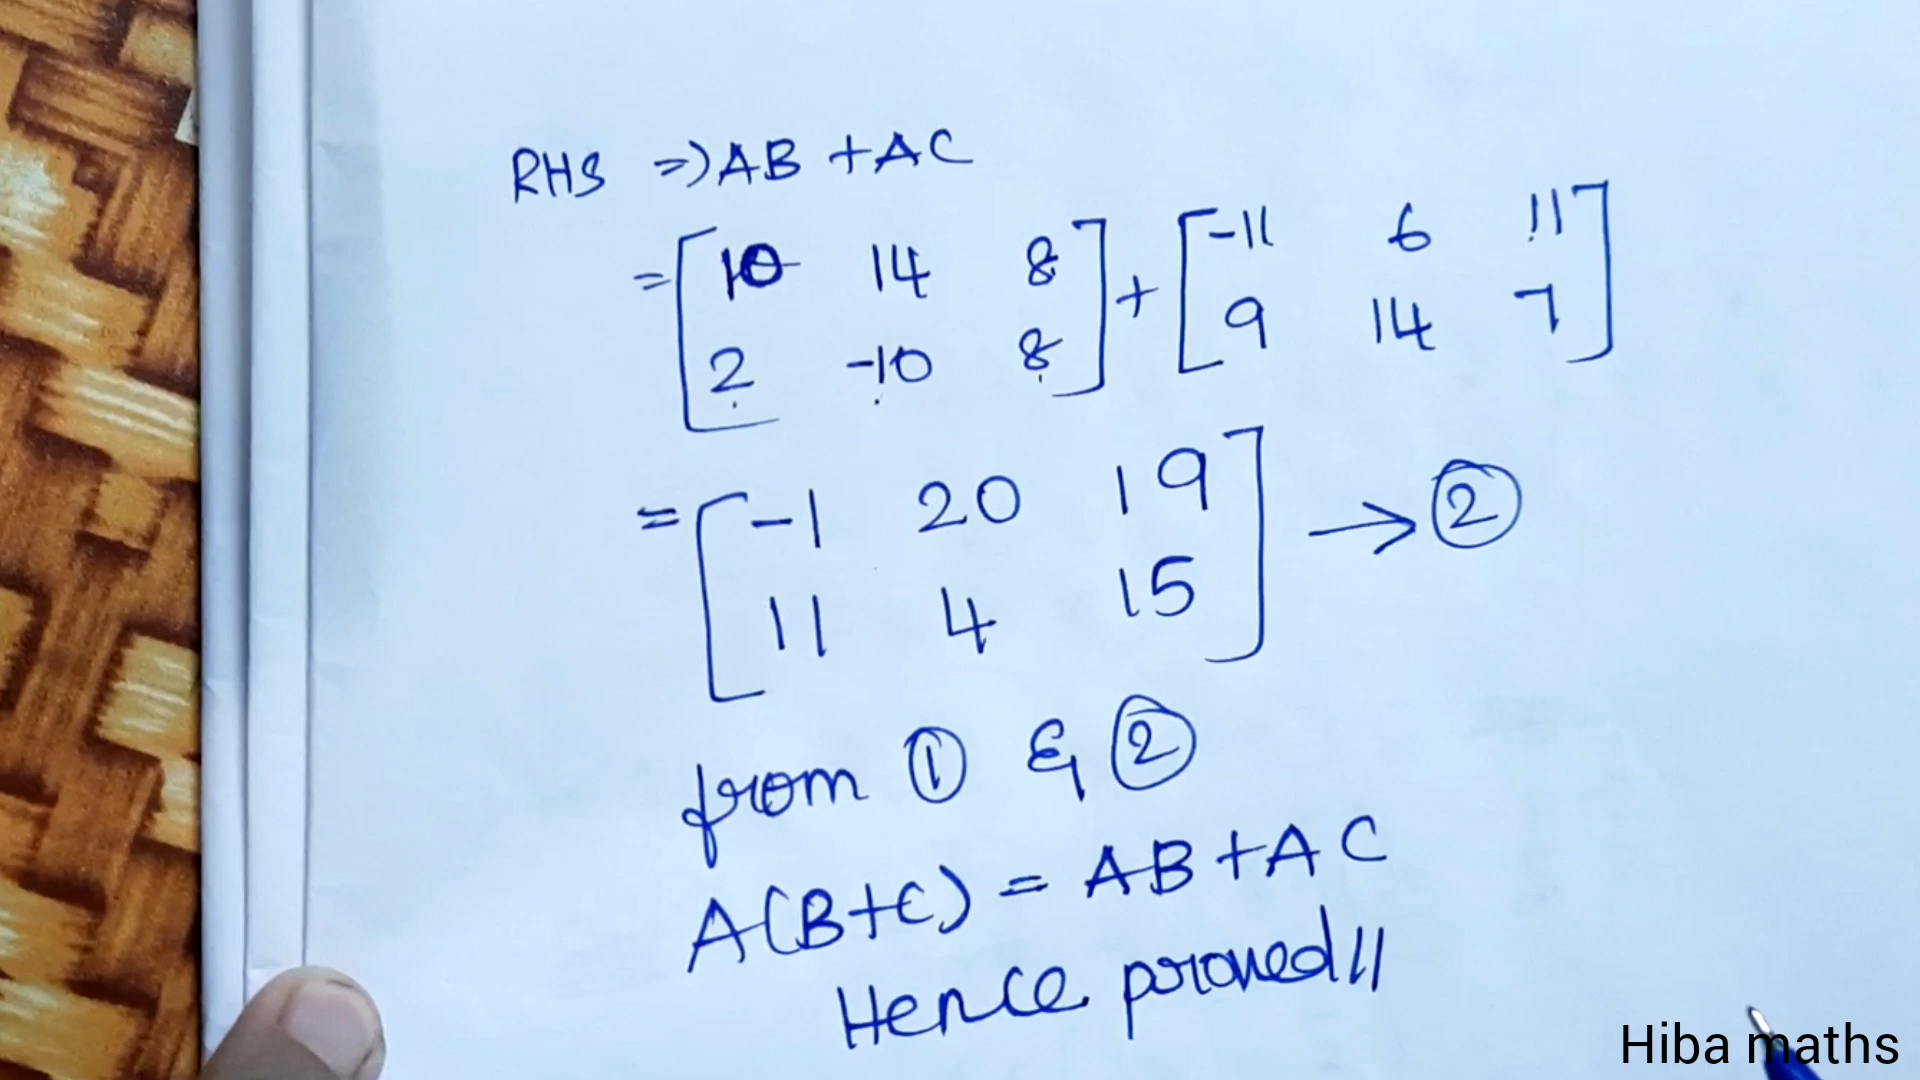 RHS => AB + AC
= [10 14 8] + [-11 6 11]
[2 -10 8] [9 14 7]
= [-1 20 19] → ②
[11 4 15]
from ① & ②
A(B+C) = AB + AC
Hence proved //
Hiba maths